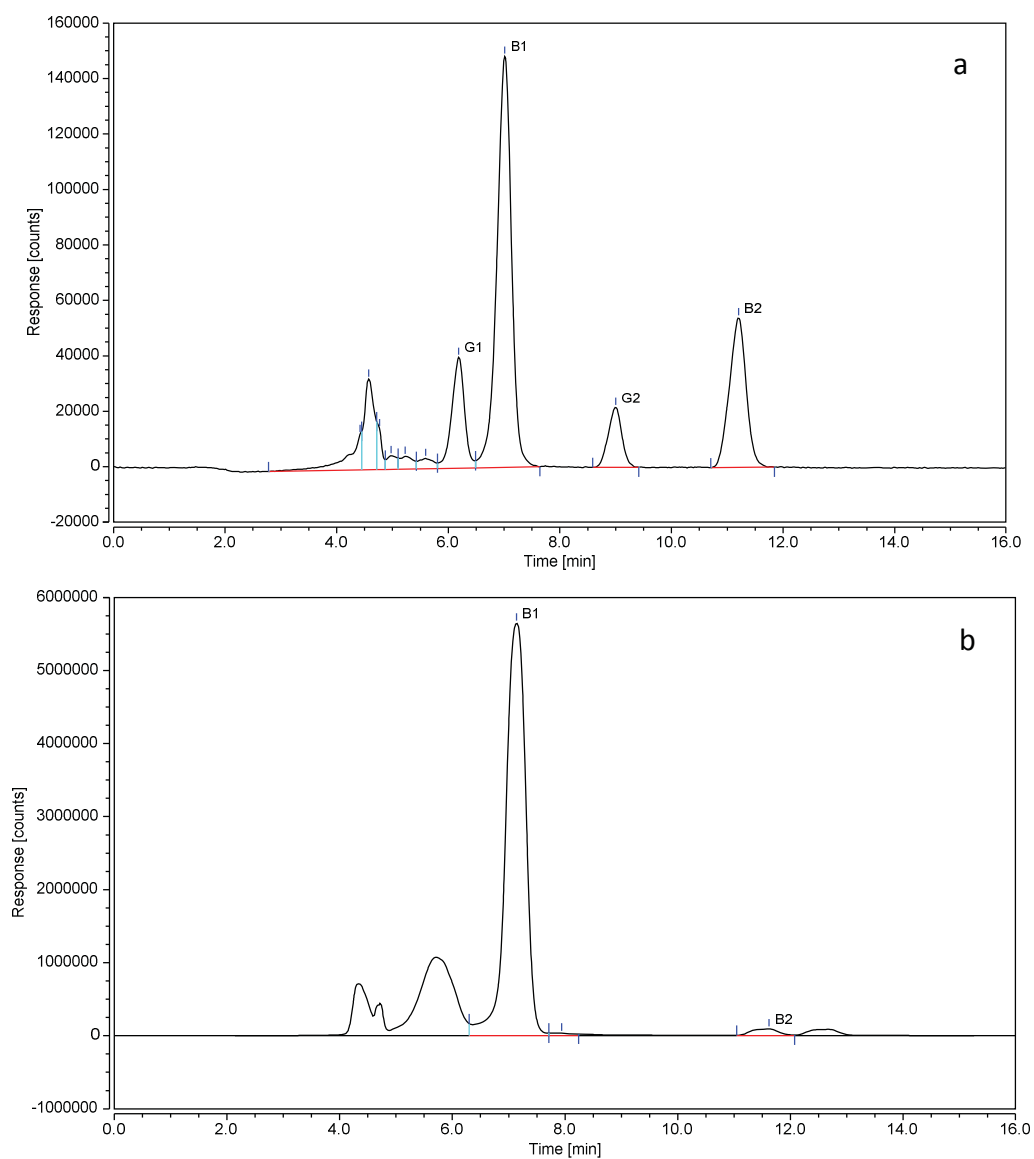 160000
140000
120000
100000
80000
60000
40000
20000
0
-20000
Response [counts]
B1
a
G1
G2
B2
0.0 2.0 4.0 6.0 8.0 10.0 12.0 14.0 16.0
Time [min]
6000000
5000000
4000000
3000000
2000000
1000000
0
-1000000
Response [counts]
B1
b
B2
0.0 2.0 4.0 6.0 8.0 10.0 12.0 14.0 16.0
Time [min]